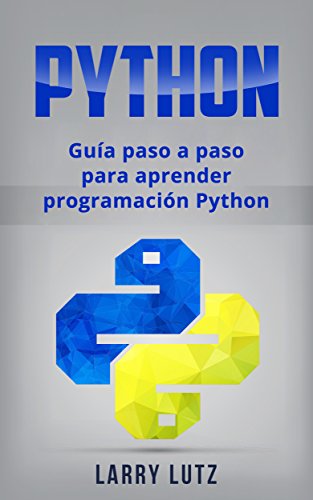 PYTHON
Guía paso a paso
para aprender
programación Python
LARRY LUTZ